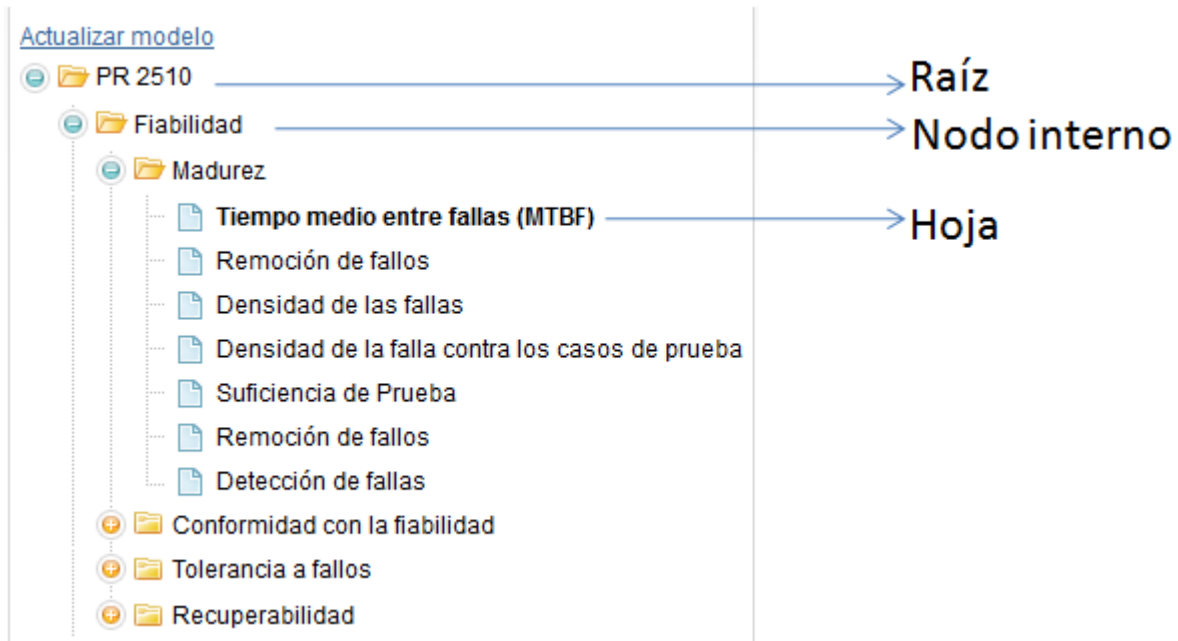 Actualizar modelo
PR 2510
Raíz
Fiabilidad
Nodo interno
Madurez
Tiempo medio entre fallas (MTBF)
Hoja
Remoción de fallos
Densidad de las fallas
Densidad de la falla contra los casos de prueba
Suficiencia de Prueba
Remoción de fallos
Detección de fallas
Conformidad con la fiabilidad
Tolerancia a fallos
Recuperabilidad